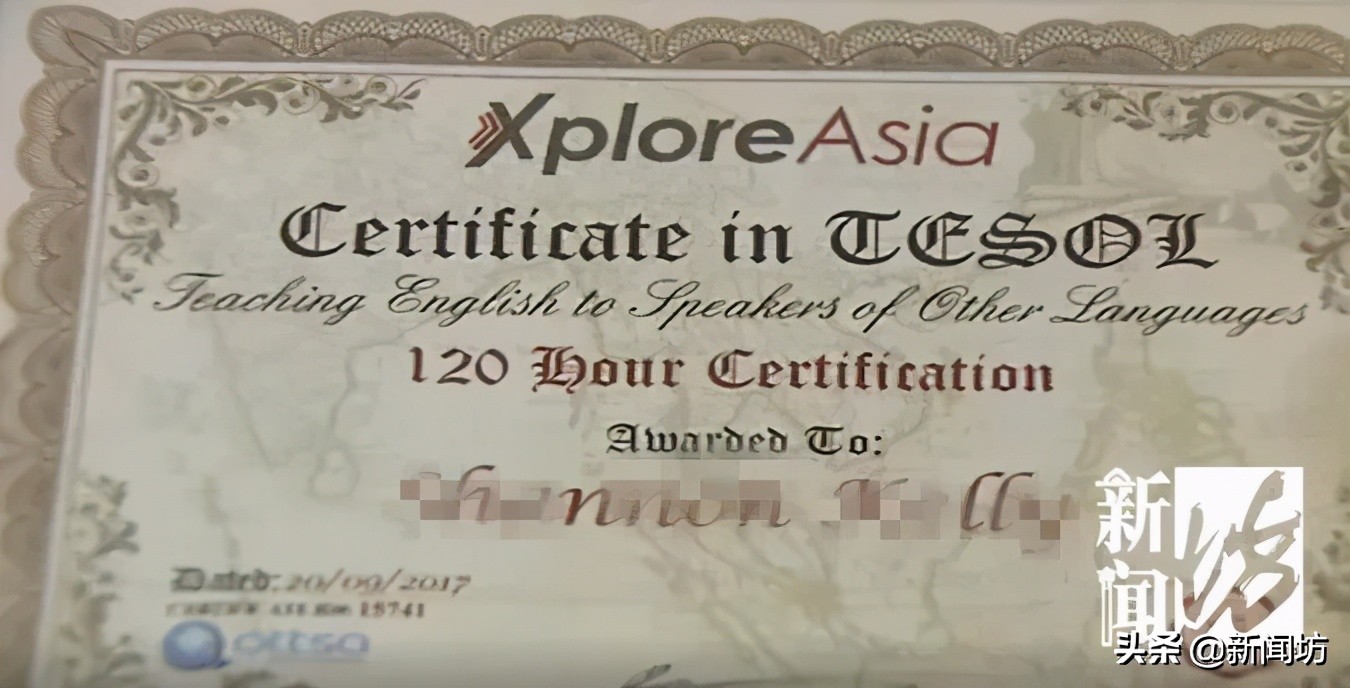 XploreAsia
Certificate in TESOL
Teaching English to Speakers of Other Languages
120 Hour Certification
Awarded To:
Dated: 20/09/2017
新闻坊
头条 @新闻坊